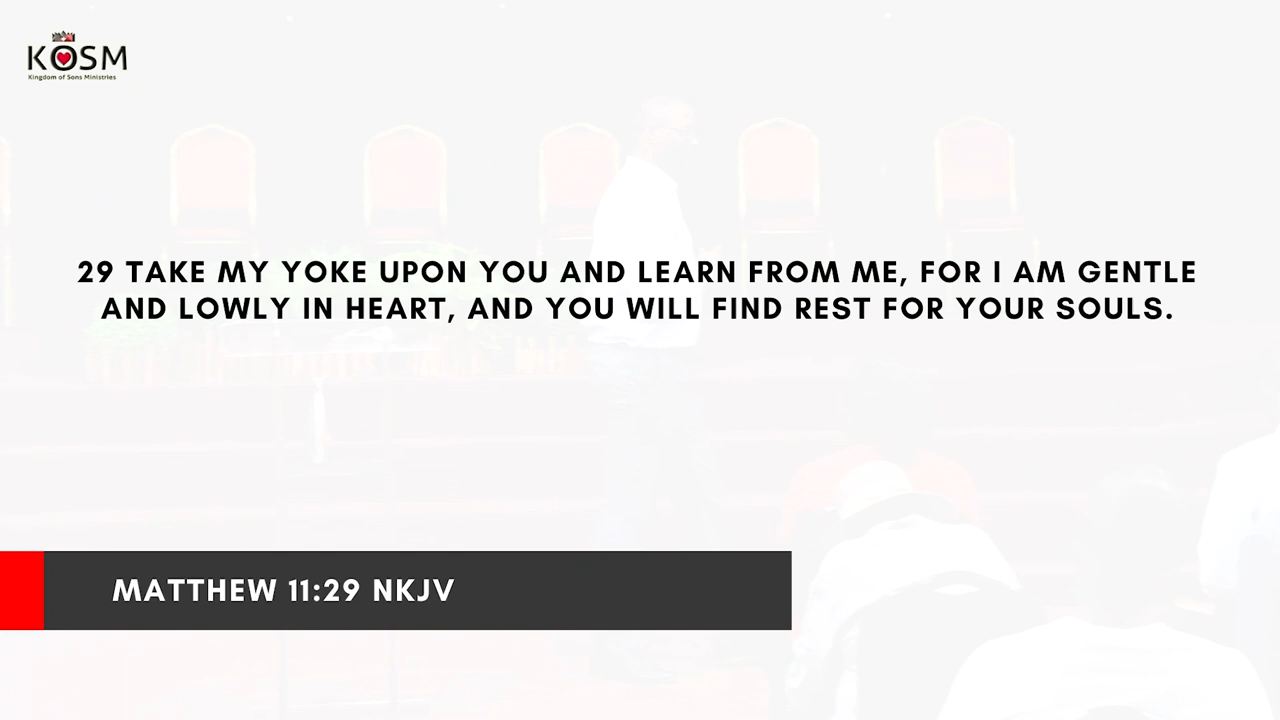 KOSM
Kingdom of Sons Ministries
29 TAKE MY YOKE UPON YOU AND LEARN FROM ME, FOR I AM GENTLE
AND LOWLY IN HEART, AND YOU WILL FIND REST FOR YOUR SOULS.
MATTHEW 11:29 NKJV